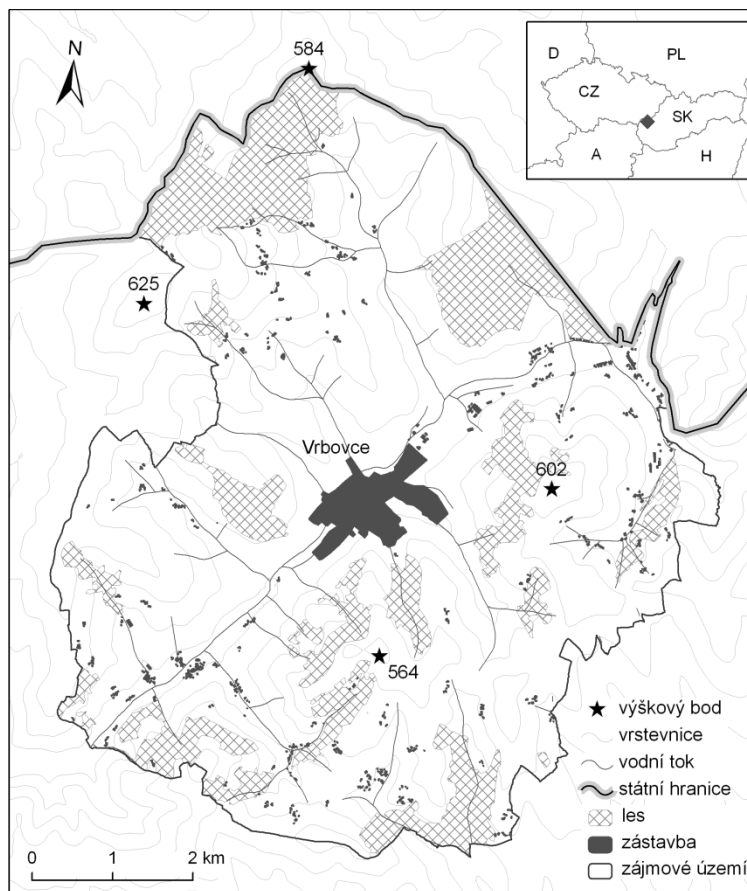 584
N
D
PL
CZ
SK
A
H
625
Vrbovce
602
564
výškový bod
vrstevnice
vodní tok
státní hranice
les
zástavba
zájmové území
0 1 2 km